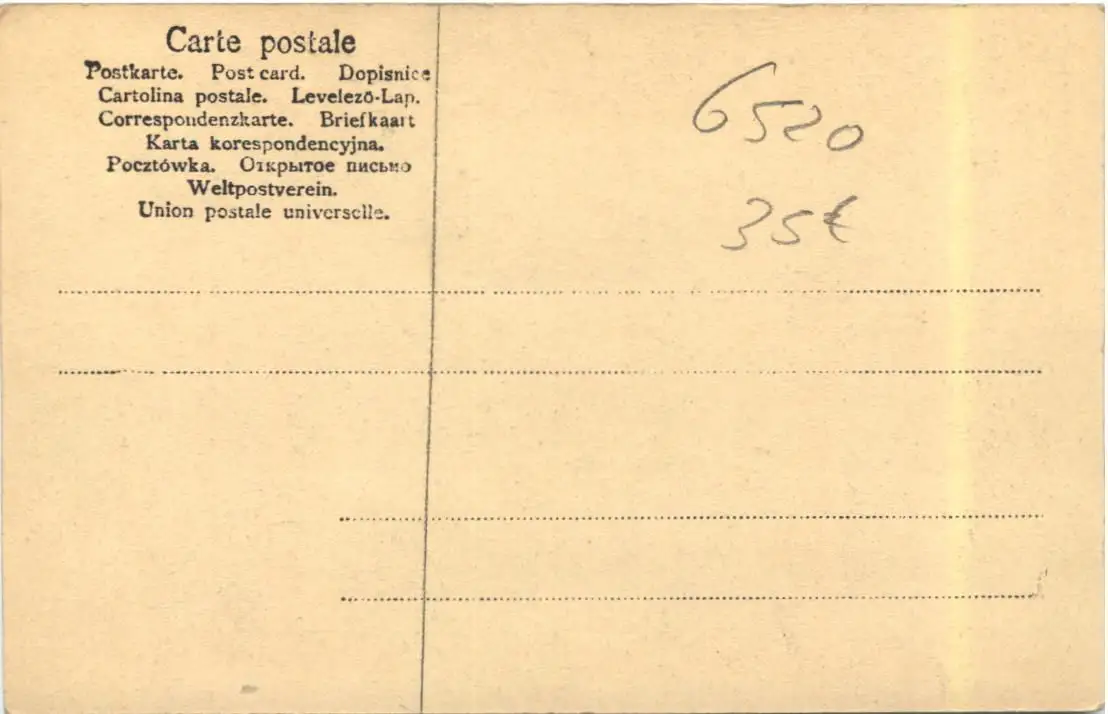 Carte postale
Postkarte. Post card. Dopisnice
Cartolina postale. Levelező-Lap.
Correspondenzkarte. Briefkaart
Karta korespondencyjna.
Pocztówka. Открытое письмо
Weltpostverein.
Union postale universelle.
6520
35€